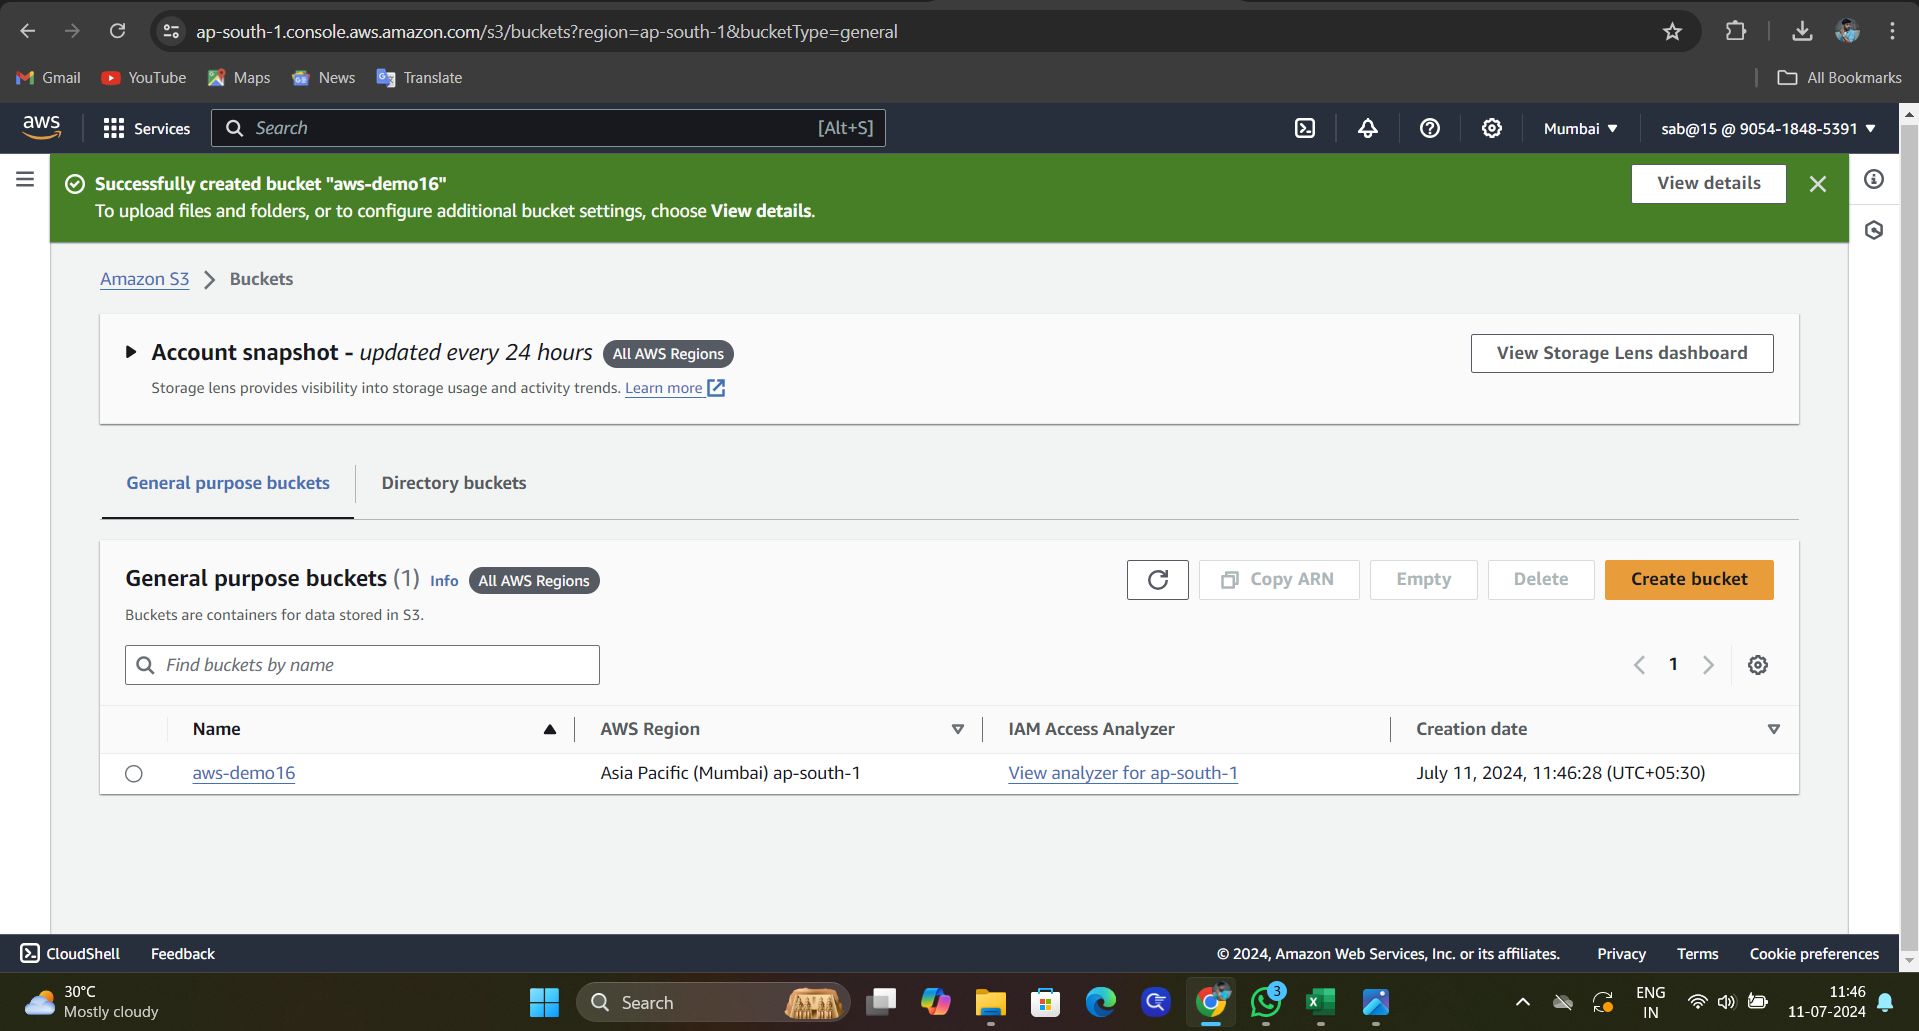 ap-south-1.console.aws.amazon.com/s3/buckets?region=ap-south-1&bucketType=general
Gmail YouTube Maps News Translate All Bookmarks
aws Services Search [Alt+S] Mumbai sab@15 @ 9054-1848-5391
Successfully created bucket "aws-demo16" View details
To upload files and folders, or to configure additional bucket settings, choose View details.
Amazon S3 Buckets
Account snapshot - updated every 24 hours All AWS Regions View Storage Lens dashboard
Storage lens provides visibility into storage usage and activity trends. Learn more
General purpose buckets Directory buckets
General purpose buckets (1) Info All AWS Regions Copy ARN Empty Delete Create bucket
Buckets are containers for data stored in S3.
Find buckets by name 1
Name AWS Region IAM Access Analyzer Creation date
aws-demo16 Asia Pacific (Mumbai) ap-south-1 View analyzer for ap-south-1 July 11, 2024, 11:46:28 (UTC+05:30)
CloudShell Feedback © 2024, Amazon Web Services, Inc. or its affiliates. Privacy Terms Cookie preferences
30°C
Mostly cloudy
Search
3
ENG
IN
11:46
11-07-2024